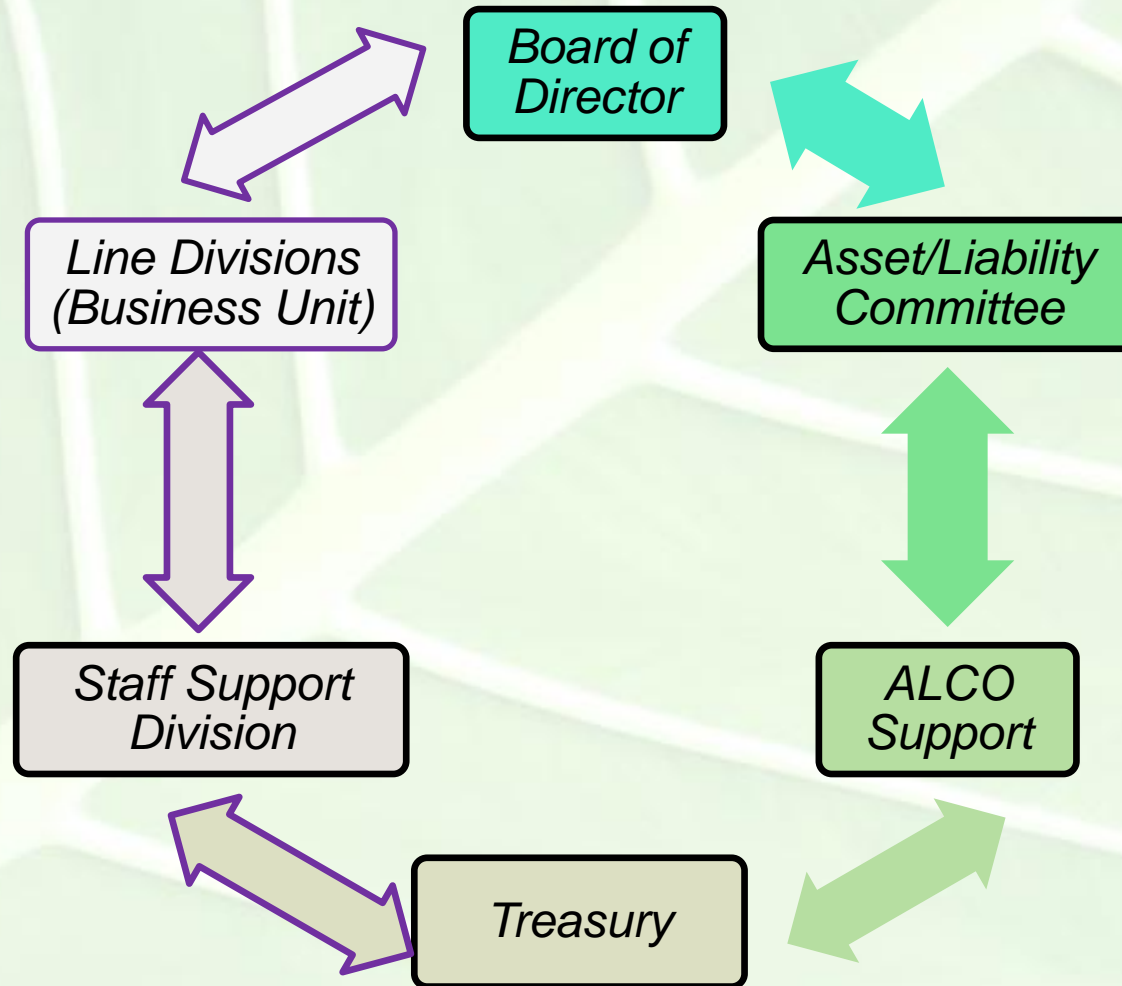 Board of
Director
Line Divisions
(Business Unit)
Asset/Liability
Committee
Staff Support
Division
ALCO
Support
Treasury